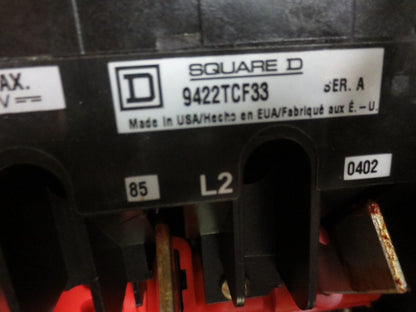 AX.
V
SQUARE D
D
9422TCF33 SER. A
Made in USA/Hecho en EUA/Fabriqué aux É.-U.
85
L2
0402